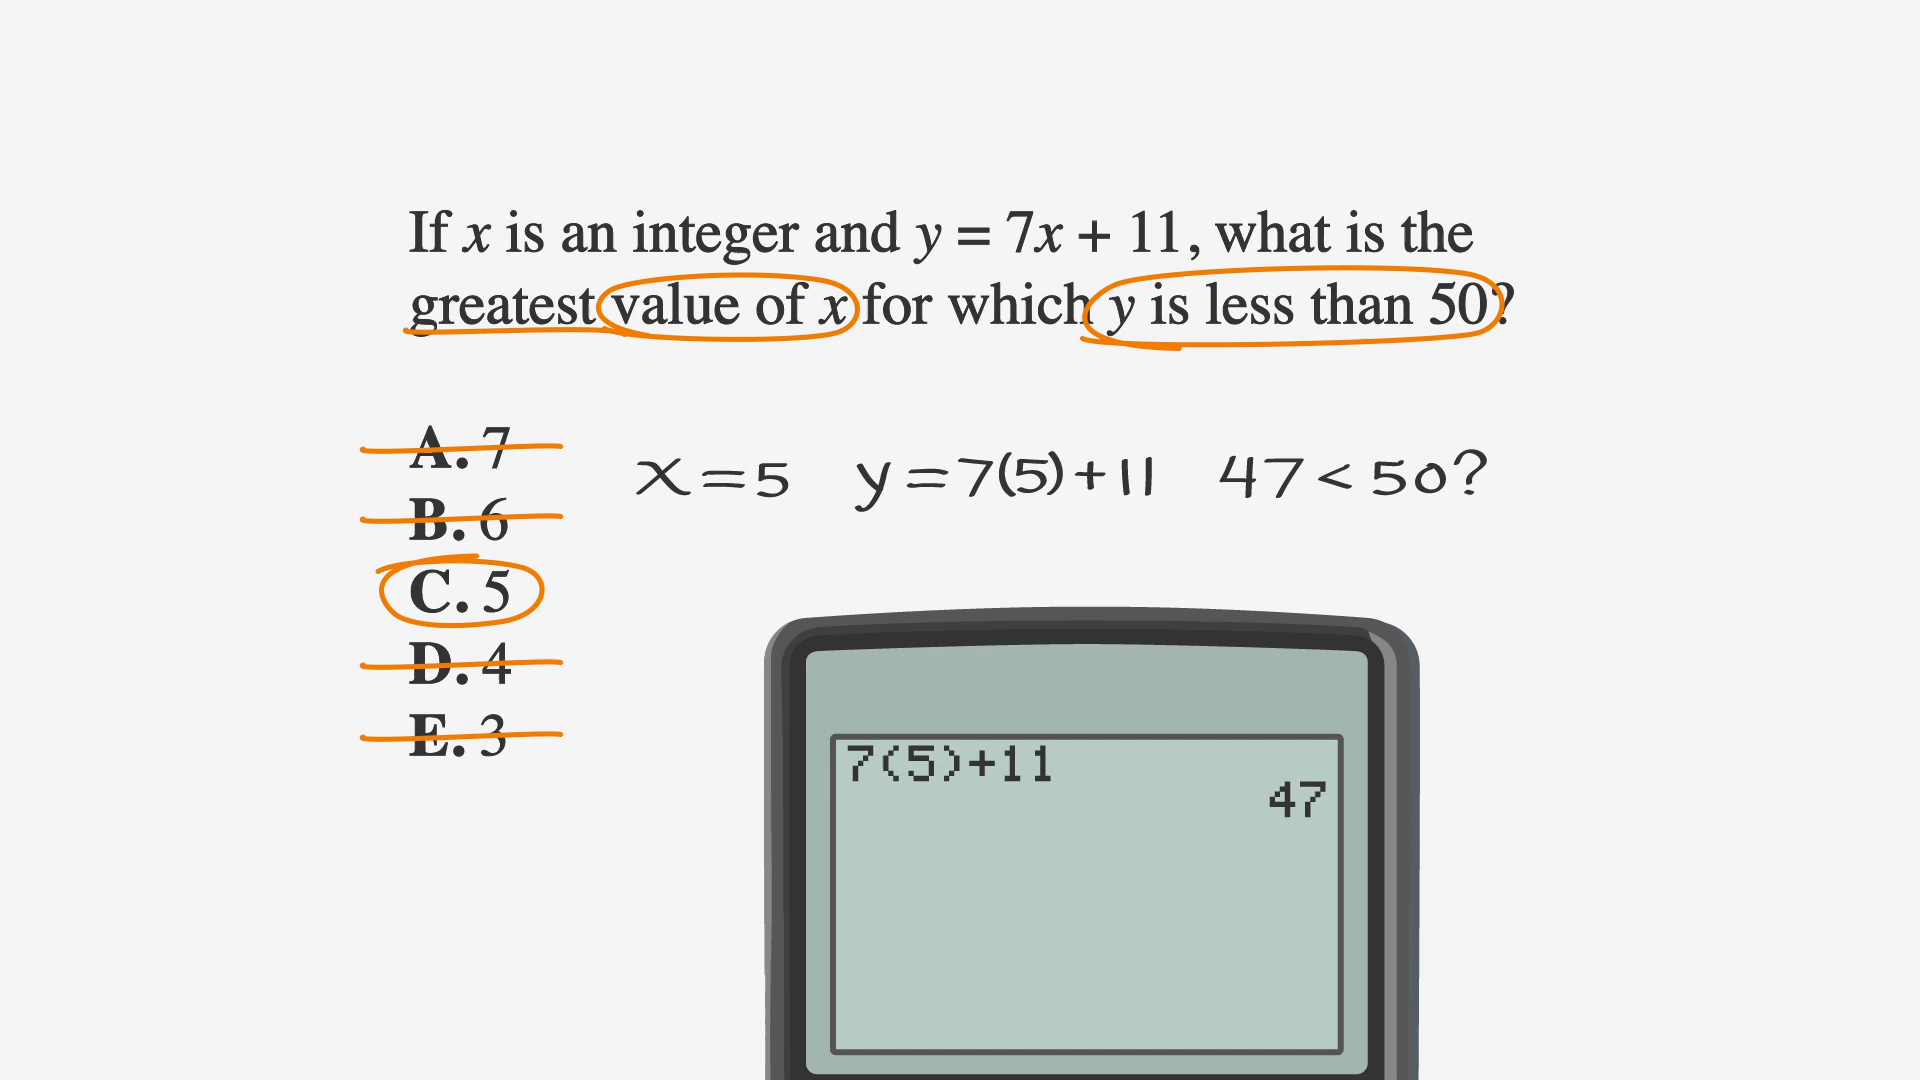 If x is an integer and y = 7x + 11, what is the
greatest value of x for which y is less than 50?
A. 7
x = 5 y = 7(5) + 11 47 < 50?
B. 6
C. 5
D. 4
E. 3
7(5)+11
47